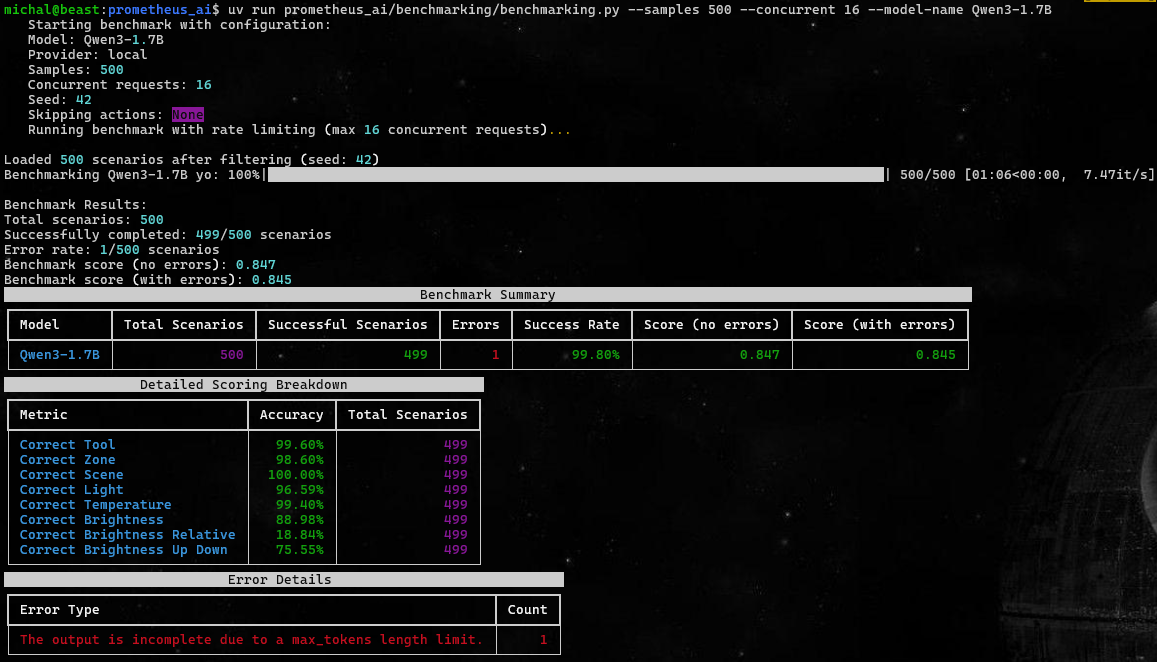 michal@beast:prometheus_ai$ uv run prometheus_ai/benchmarking/benchmarking.py --samples 500 --concurrent 16 --model-name Qwen3-1.7B
Starting benchmark with configuration:
Model: Qwen3-1.7B
Provider: local
Samples: 500
Concurrent requests: 16
Seed: 42
Skipping actions: None
Running benchmark with rate limiting (max 16 concurrent requests)...
Loaded 500 scenarios after filtering (seed: 42)
Benchmarking Qwen3-1.7B yo: 100%| | 500/500 [01:06<00:00, 7.47it/s]
Benchmark Results:
Total scenarios: 500
Successfully completed: 499/500 scenarios
Error rate: 1/500 scenarios
Benchmark score (no errors): 0.847
Benchmark score (with errors): 0.845
Benchmark Summary
Model Total Scenarios Successful Scenarios Errors Success Rate Score (no errors) Score (with errors)
Qwen3-1.7B 500 499 1 99.80% 0.847 0.845
Detailed Scoring Breakdown
Metric Accuracy Total Scenarios
Correct Tool 99.60% 499
Correct Zone 98.60% 499
Correct Scene 100.00% 499
Correct Light 96.59% 499
Correct Temperature 99.40% 499
Correct Brightness 88.98% 499
Correct Brightness Relative 18.84% 499
Correct Brightness Up Down 75.55% 499
Error Details
Error Type Count
The output is incomplete due to a max_tokens length limit. 1